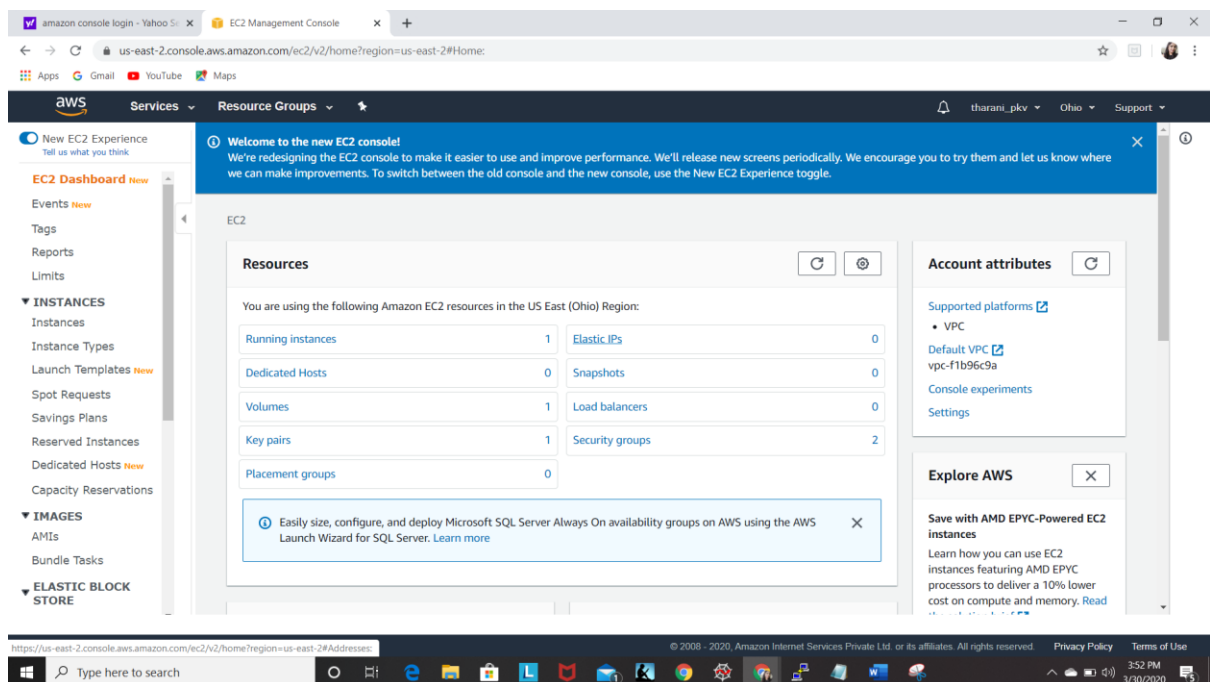 amazon console login - Yahoo Se
EC2 Management Console
us-east-2.console.aws.amazon.com/ec2/v2/home?region=us-east-2#Home:
Apps Gmail YouTube Maps
aws Services Resource Groups tharani_pkv Ohio Support
New EC2 Experience
Tell us what you think
EC2 Dashboard New
Events New
Tags
Reports
Limits
INSTANCES
Instances
Instance Types
Launch Templates New
Spot Requests
Savings Plans
Reserved Instances
Dedicated Hosts New
Capacity Reservations
IMAGES
AMIs
Bundle Tasks
ELASTIC BLOCK
STORE
Welcome to the new EC2 console!
We're redesigning the EC2 console to make it easier to use and improve performance. We'll release new screens periodically. We encourage you to try them and let us know where
we can make improvements. To switch between the old console and the new console, use the New EC2 Experience toggle.
EC2
Resources
You are using the following Amazon EC2 resources in the US East (Ohio) Region:
Running instances 1 Elastic IPs 0
Dedicated Hosts 0 Snapshots 0
Volumes 1 Load balancers 0
Key pairs 1 Security groups 2
Placement groups 0
Easily size, configure, and deploy Microsoft SQL Server Always On availability groups on AWS using the AWS
Launch Wizard for SQL Server. Learn more
Account attributes
Supported platforms
• VPC
Default VPC
vpc-f1b96c9a
Console experiments
Settings
Explore AWS
Save with AMD EPYC-Powered EC2
instances
Learn how you can use EC2
instances featuring AMD EPYC
processors to deliver a 10% lower
cost on compute and memory. Read
https://us-east-2.console.aws.amazon.com/ec2/v2/home?region=us-east-2#Addresses:
© 2008 - 2020, Amazon Internet Services Private Ltd. or its affiliates. All rights reserved. Privacy Policy Terms of Use
Type here to search
3:52 PM
3/30/2020